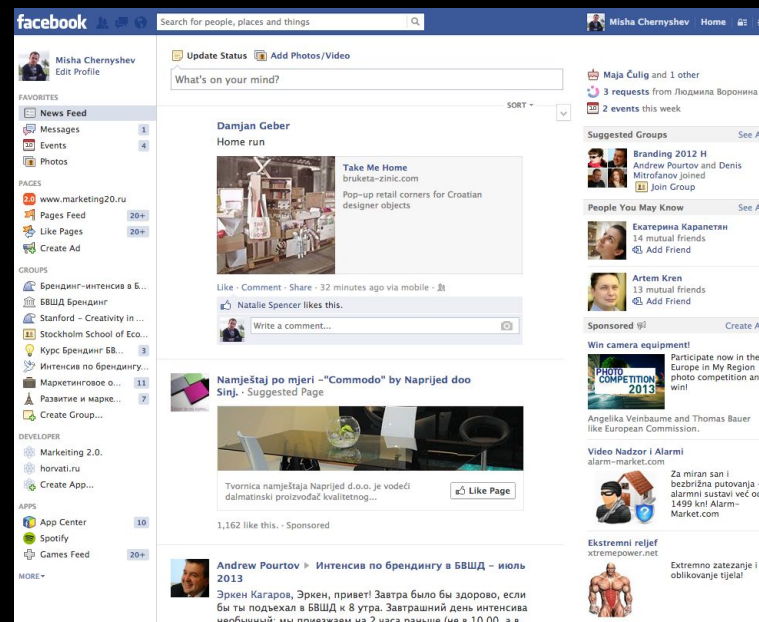 facebook
Search for people, places and things
Misha Chernyshev Home
Misha Chernyshev
Edit Profile
FAVORITES
News Feed
Messages 1
Events 4
Photos
PAGES
www.marketing20.ru
Pages Feed 20+
Like Pages 20+
Create Ad
GROUPS
Брендинг-интенсив в Б...
БВШД Брендинг
Stanford - Creativity in ...
Stockholm School of Eco...
Курс Брендинг БВ... 3
Интенсив по брендингу...
Маркетинговое о... 11
Развитие и марке... 7
Create Group...
DEVELOPER
Markeiting 2.0.
horvati.ru
Create App...
APPS
App Center 10
Spotify
Games Feed 20+
MORE
Update Status Add Photos/Video
What's on your mind?
SORT
Damjan Geber
Home run
Take Me Home
bruketa-zinic.com
Pop-up retail corners for Croatian
designer objects
Like · Comment · Share · 32 minutes ago via mobile ·
Natalie Spencer likes this.
Write a comment...
Namještaj po mjeri -"Commodo" by Naprijed doo
Sinj. · Suggested Page
Tvornica namještaja Naprijed d.o.o. je vodeći
dalmatinski proizvođač kvalitetnog...
Like Page
1,162 like this. · Sponsored
Andrew Pourtov Интенсив по брендингу в БВШД - июль
2013
Эркен Кагаров, Эркен, привет! Завтра было бы здорово, если
бы ты подъехал в БВШД к 8 утра. Завтрашний день интенсива
необычный: мы приезжаем на 2 часа раньше (не в 10.00, а в
Maja Čulig and 1 other
3 requests from Людмила Воронина
2 events this week
Suggested Groups See A
Branding 2012 H
Andrew Pourtov and Denis
Mitrofanov joined
Join Group
People You May Know See A
Екатерина Карапетян
14 mutual friends
Add Friend
Artem Kren
13 mutual friends
Add Friend
Sponsored Create A
Win camera equipment!
PHOTO
COMPETITION
2013
Participate now in the
Europe in My Region
photo competition an
win!
Angelika Veinbaume and Thomas Bauer
like European Commission.
Video Nadzor i Alarmi
alarm-market.com
Za miran san i
bezbrižna putovanja -
alarmni sustavi već od
1499 kn! Alarm-
Market.com
Ekstremni reljef
xtremepower.net
Extremno zatezanje i
oblikovanje tijela!